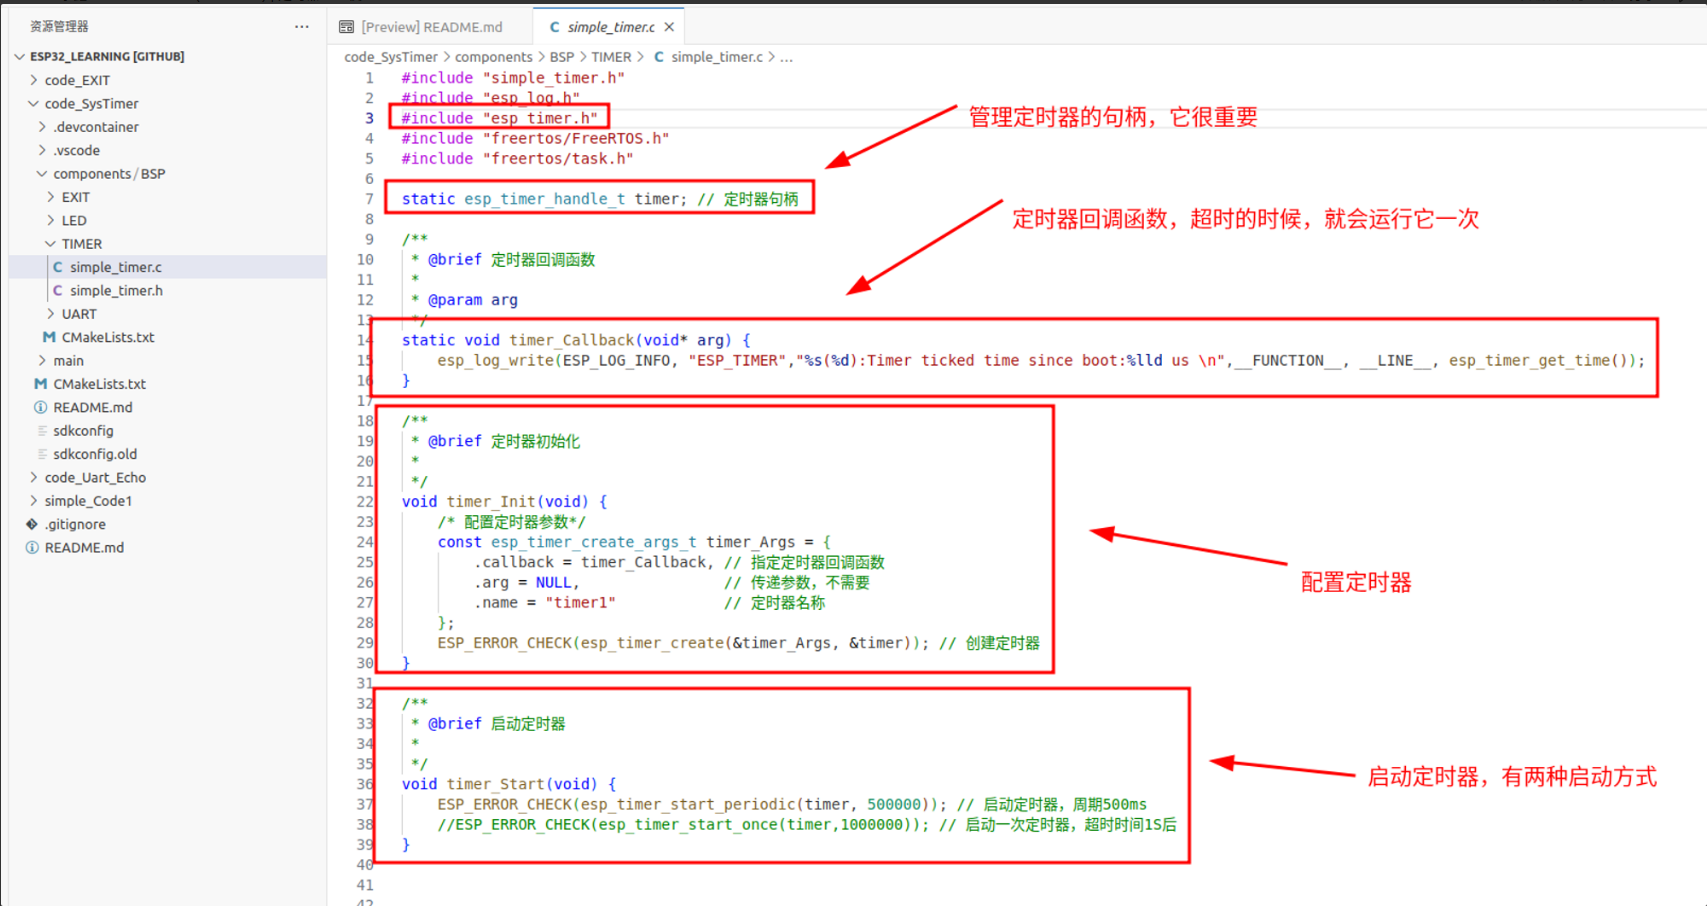 资源管理器
···
ESP32_LEARNING [GITHUB]
code_EXIT
code_SysTimer
.devcontainer
.vscode
components / BSP
EXIT
LED
TIMER
C simple_timer.c
C simple_timer.h
UART
M CMakeLists.txt
main
M CMakeLists.txt
README.md
sdkconfig
sdkconfig.old
code_Uart_Echo
simple_Code1
.gitignore
README.md
[Preview] README.md
C simple_timer.c ×
code_SysTimer > components > BSP > TIMER > C simple_timer.c > ...
1 #include "simple_timer.h"
2 #include "esp_log.h"
3 #include "esp_timer.h"
4 #include "freertos/FreeRTOS.h"
5 #include "freertos/task.h"
6
7 static esp_timer_handle_t timer; // 定时器句柄
8
9 /**
10 * @brief 定时器回调函数
11 *
12 * @param arg
13 */
14 static void timer_Callback(void* arg) {
15 esp_log_write(ESP_LOG_INFO, "ESP_TIMER","%s(%d):Timer ticked time since boot:%lld us \n",__FUNCTION__, __LINE__, esp_timer_get_time());
16 }
17
18 /**
19 * @brief 定时器初始化
20 *
21 */
22 void timer_Init(void) {
23 /* 配置定时器参数*/
24 const esp_timer_create_args_t timer_Args = {
25 .callback = timer_Callback, // 指定定时器回调函数
26 .arg = NULL, // 传递参数，不需要
27 .name = "timer1" // 定时器名称
28 };
29 ESP_ERROR_CHECK(esp_timer_create(&timer_Args, &timer)); // 创建定时器
30 }
31
32 /**
33 * @brief 启动定时器
34 *
35 */
36 void timer_Start(void) {
37 ESP_ERROR_CHECK(esp_timer_start_periodic(timer, 500000)); // 启动定时器，周期500ms
38 //ESP_ERROR_CHECK(esp_timer_start_once(timer,1000000)); // 启动一次定时器，超时时间1S后
39 }
40
41
42
管理定时器的句柄，它很重要
定时器回调函数，超时的时候，就会运行它一次
配置定时器
启动定时器，有两种启动方式